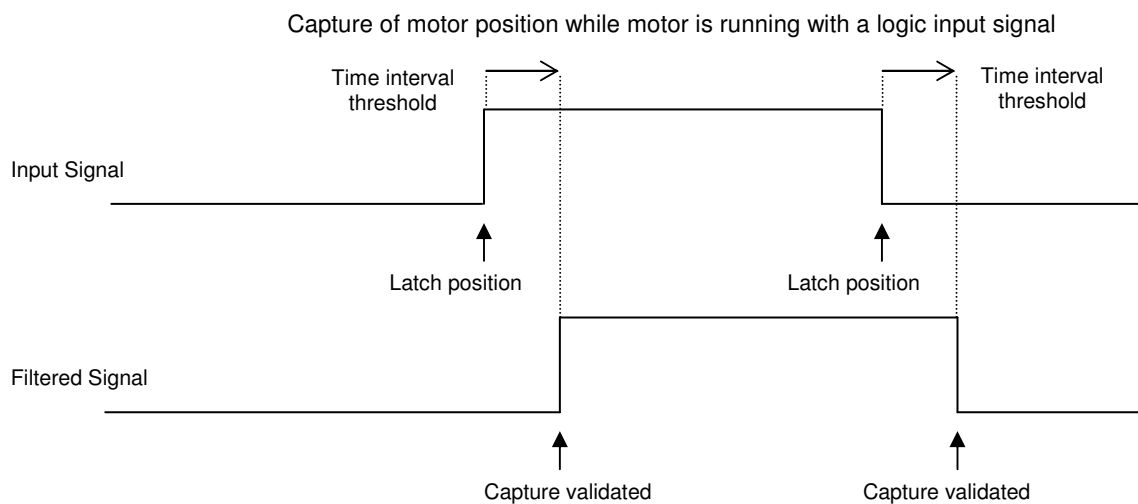 Capture of motor position while motor is running with a logic input signal
Time interval
threshold
Time interval
threshold
Input Signal
Latch position
Latch position
Filtered Signal
Capture validated
Capture validated